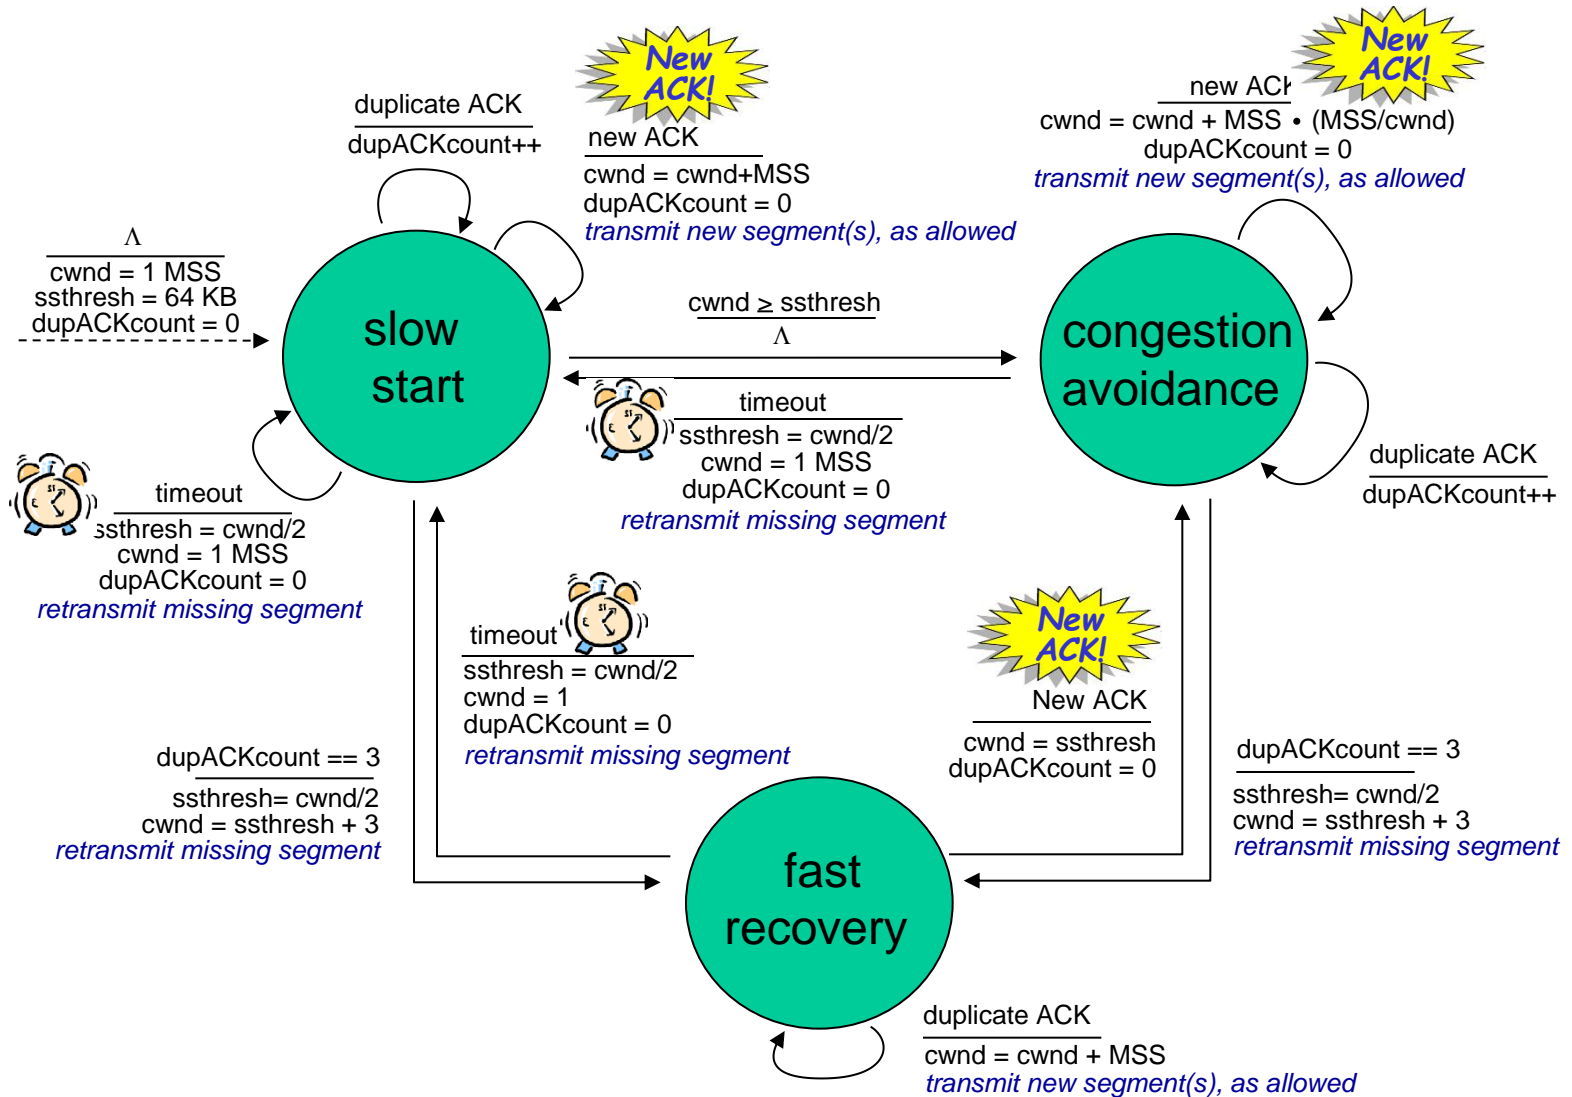 New
ACK!
duplicate ACK
dupACKcount++
new ACK
cwnd = cwnd+MSS
dupACKcount = 0
transmit new segment(s), as allowed
New
ACK!
new ACK
cwnd = cwnd + MSS • (MSS/cwnd)
dupACKcount = 0
transmit new segment(s), as allowed
Λ
cwnd = 1 MSS
ssthresh = 64 KB
dupACKcount = 0
slow
start
cwnd ≥ ssthresh
Λ
congestion
avoidance
timeout
ssthresh = cwnd/2
cwnd = 1 MSS
dupACKcount = 0
retransmit missing segment
duplicate ACK
dupACKcount++
timeout
ssthresh = cwnd/2
cwnd = 1 MSS
dupACKcount = 0
retransmit missing segment
timeout
ssthresh = cwnd/2
cwnd = 1
dupACKcount = 0
retransmit missing segment
New
ACK!
New ACK
cwnd = ssthresh
dupACKcount = 0
dupACKcount == 3
ssthresh= cwnd/2
cwnd = ssthresh + 3
retransmit missing segment
dupACKcount == 3
ssthresh= cwnd/2
cwnd = ssthresh + 3
retransmit missing segment
fast
recovery
duplicate ACK
cwnd = cwnd + MSS
transmit new segment(s), as allowed